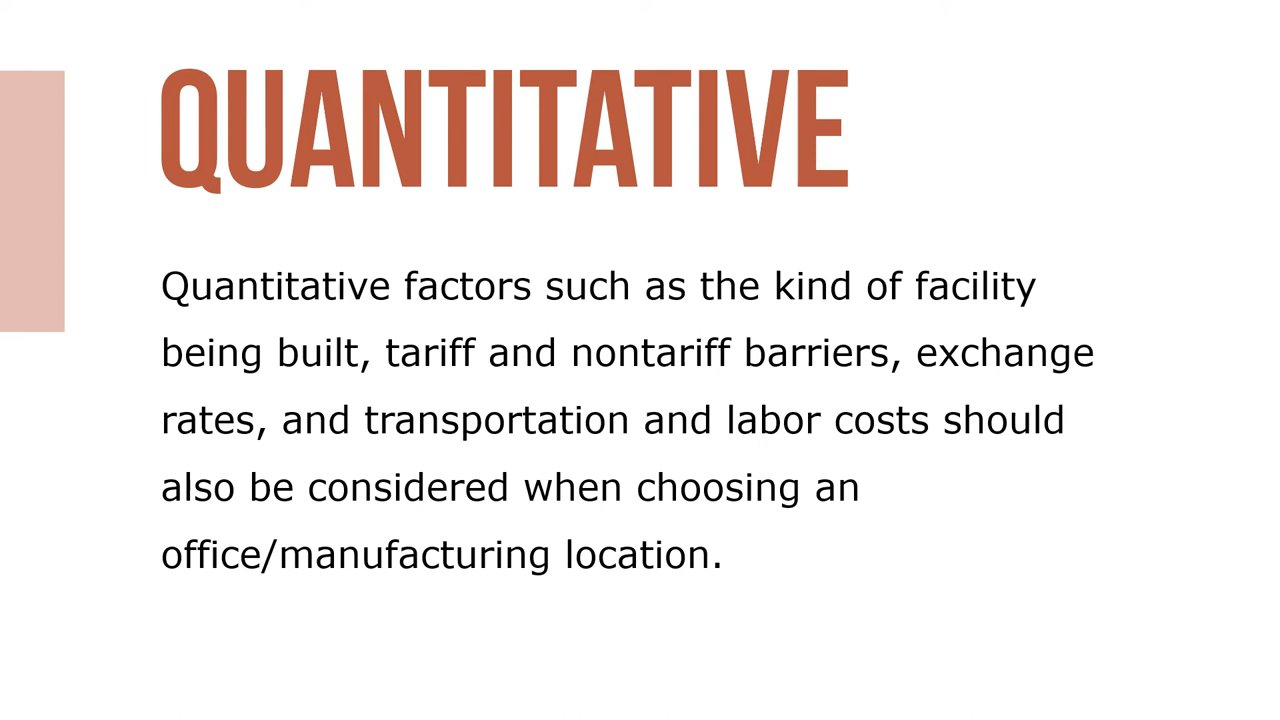 QUANTITATIVE
Quantitative factors such as the kind of facility
being built, tariff and nontariff barriers, exchange
rates, and transportation and labor costs should
also be considered when choosing an
office/manufacturing location.